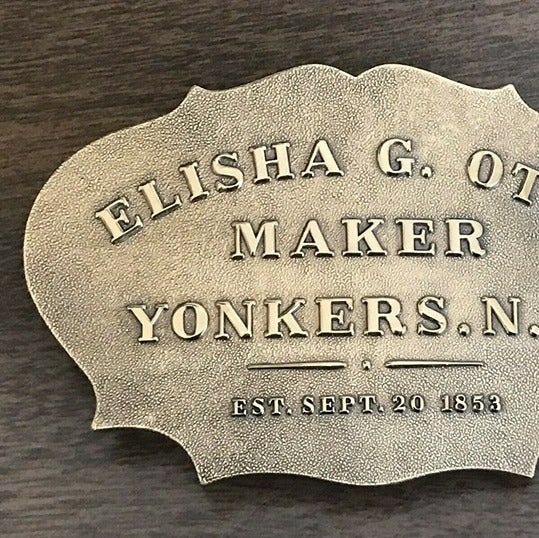 ELISHA G. OT
MAKER
YONKERS. N.
EST. SEPT. 20 1853